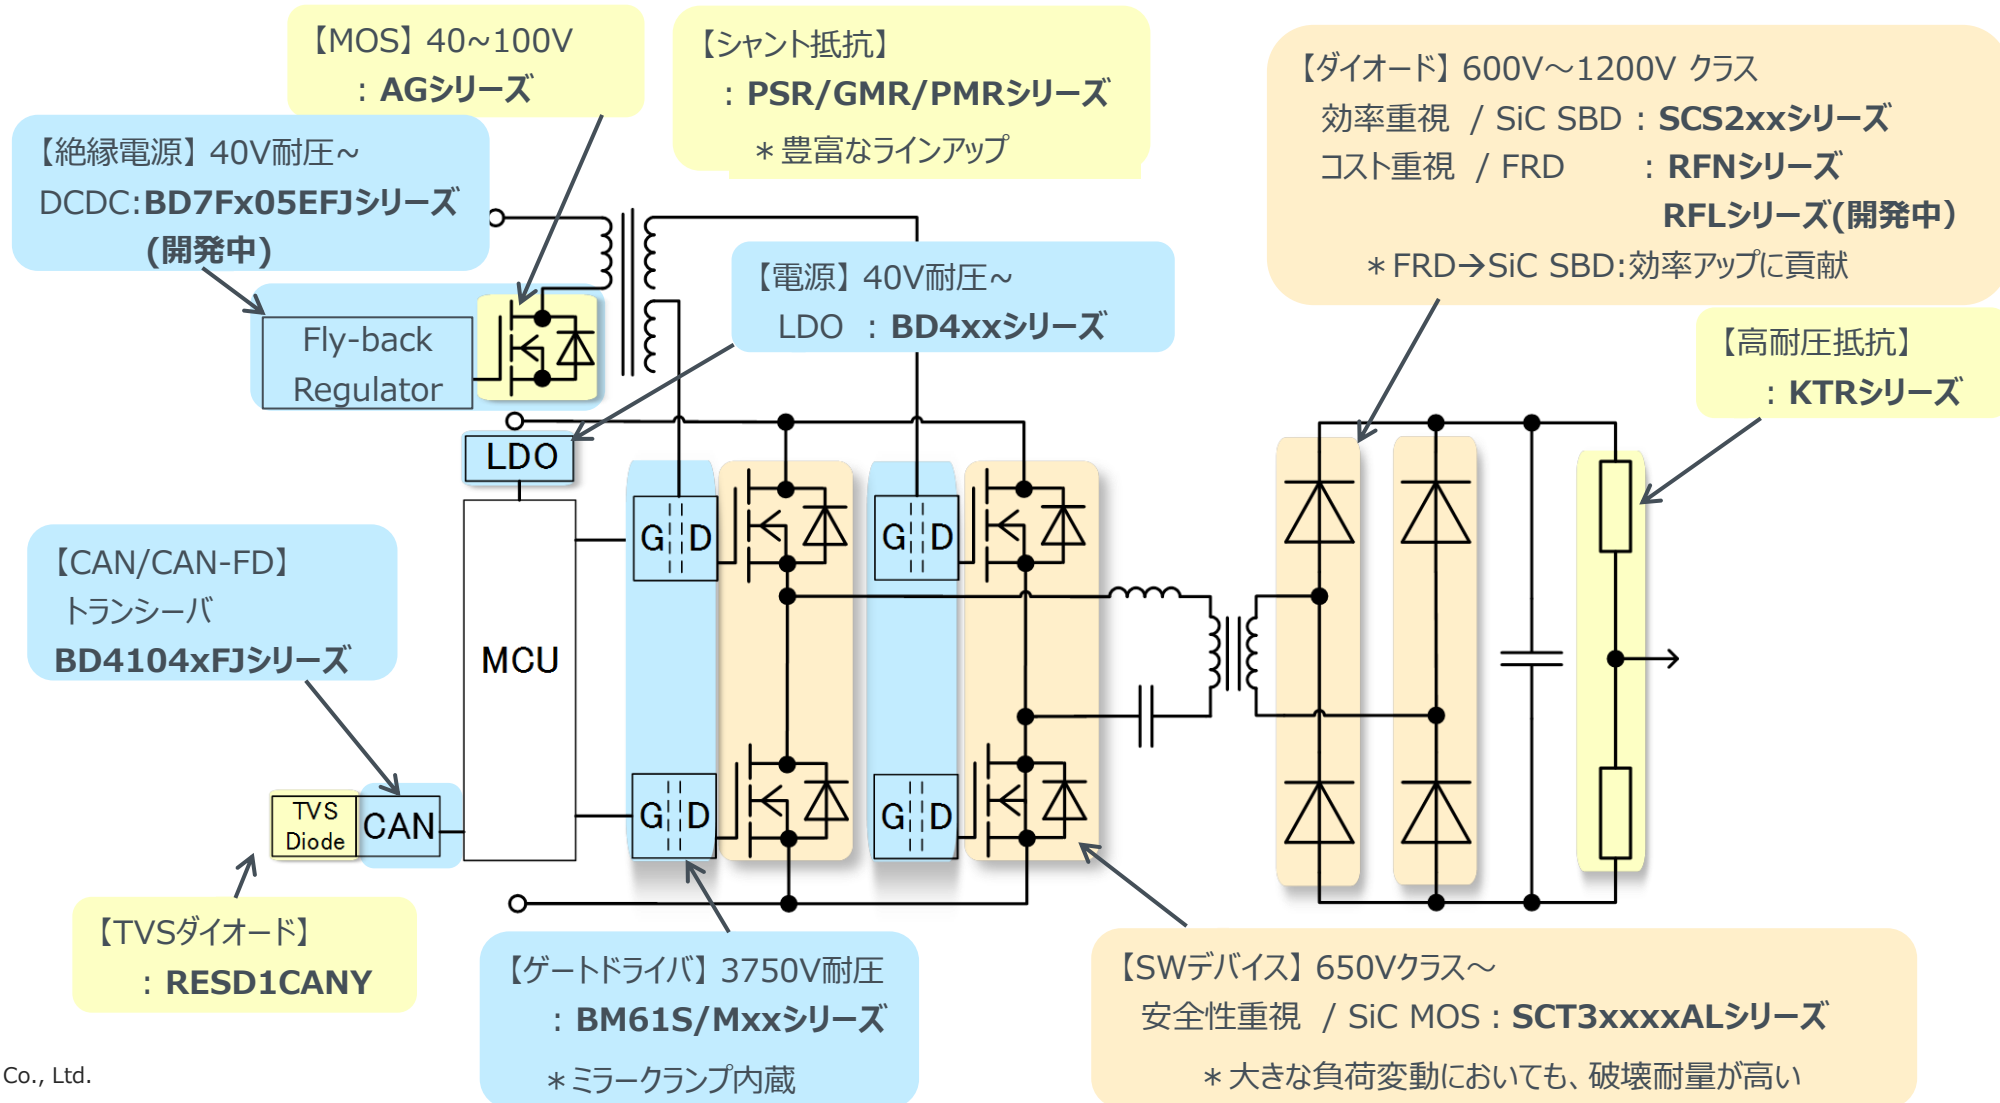 【MOS】 40~100V
: AGシリーズ
【シャント抵抗】
: PSR/GMR/PMRシリーズ
＊豊富なラインアップ
【ダイオード】 600V～1200V クラス
効率重視 / SiC SBD : SCS2xxシリーズ
コスト重視 / FRD : RFNシリーズ
RFLシリーズ(開発中）
＊FRD→SiC SBD:効率アップに貢献
【絶縁電源】 40V耐圧~
DCDC:BD7Fx05EFJシリーズ
(開発中)
【電源】 40V耐圧~
LDO : BD4xxシリーズ
【高耐圧抵抗】
: KTRシリーズ
Fly-back
Regulator
LDO
G D
G D
【CAN/CAN-FD】
トランシーバ
BD4104xFJシリーズ
MCU
TVS
Diode
CAN
G D
G D
【TVSダイオード】
: RESD1CANY
【ゲートドライバ】 3750V耐圧
: BM61S/Mxxシリーズ
＊ミラークランプ内蔵
【SWデバイス】 650Vクラス～
安全性重視 / SiC MOS : SCT3xxxxALシリーズ
＊大きな負荷変動においても、破壊耐量が高い
Co., Ltd.